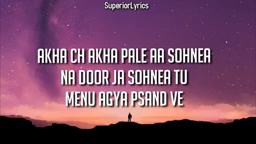 SuperiorLyrics
AKHA CH AKHA PALE AA SOHNEA
NA DOOR JA SOHNEA TU
MENU AGYA PSAND VE